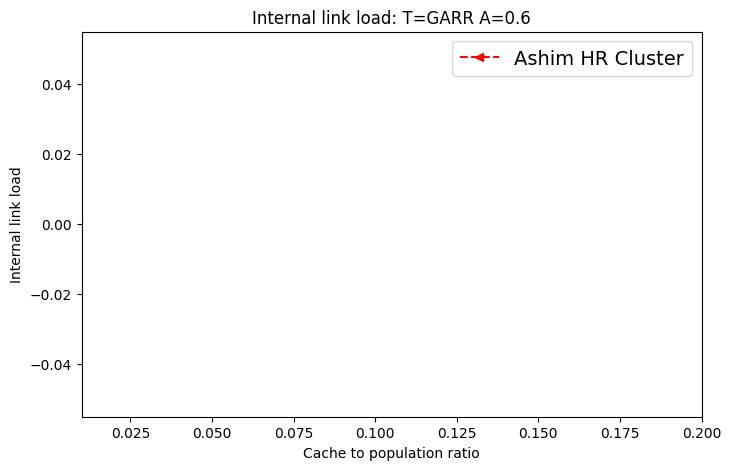 Internal link load: T=GARR A=0.6
Ashim HR Cluster
0.04
0.02
0.00
−0.02
−0.04
Internal link load
0.025 0.050 0.075 0.100 0.125 0.150 0.175 0.200
Cache to population ratio